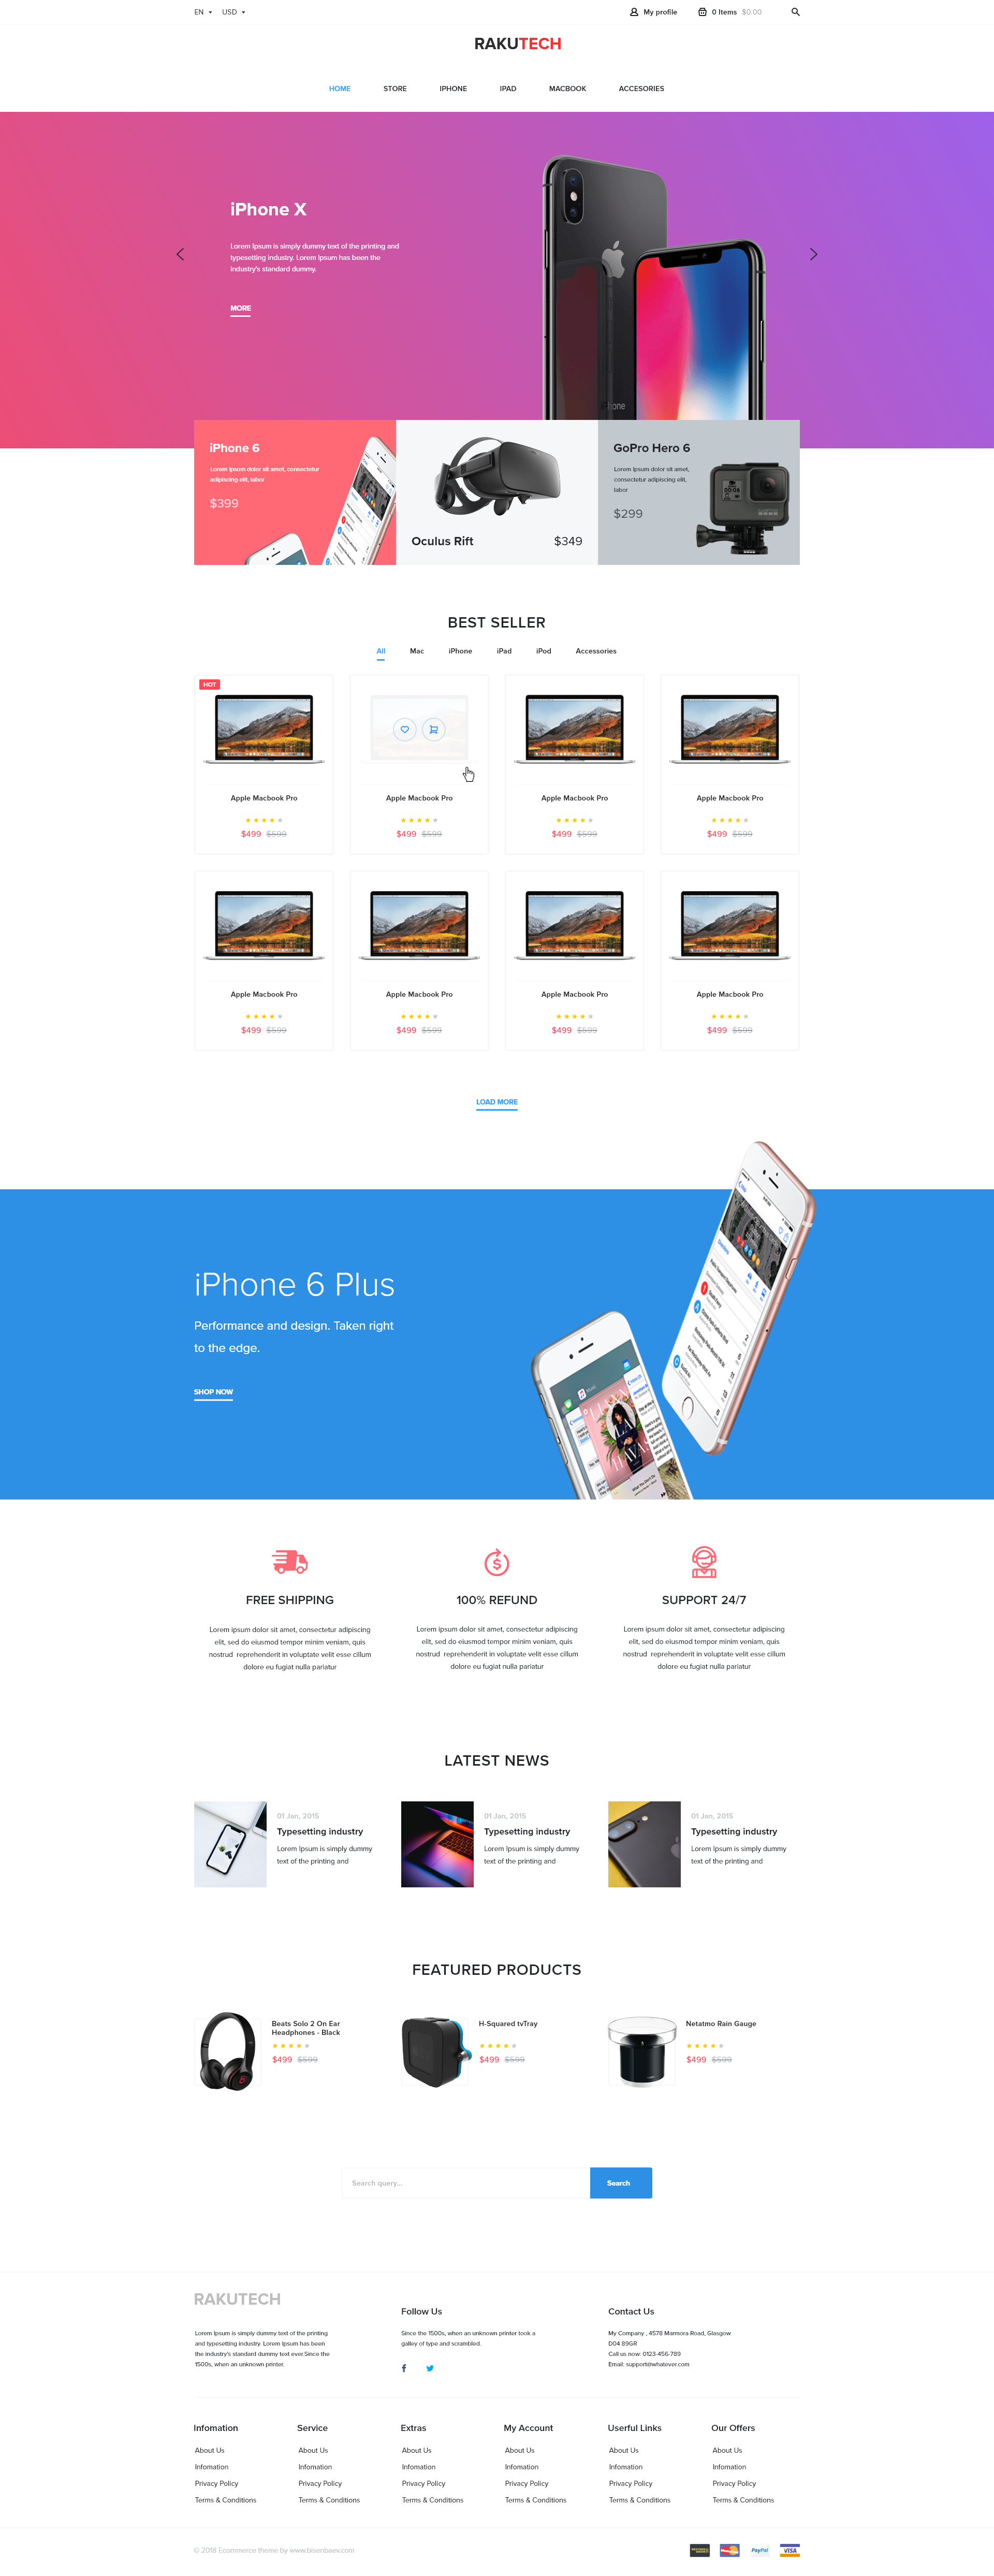 EN USD My profile 0 Items $0.00
RAKUTECH
HOME STORE IPHONE IPAD MACBOOK ACCESORIES
iPhone X
Lorem Ipsum is simply dummy text of the printing and
typesetting industry. Lorem Ipsum has been the
industry's standard dummy.
MORE
iPhone
iPhone 6
Lorem ipsum dolor sit amet, consectetur
adipiscing elit, labor
$399
Oculus Rift $349
GoPro Hero 6
Lorem ipsum dolor sit amet,
consectetur adipiscing elit,
labor
$299
BEST SELLER
All Mac iPhone iPad iPod Accessories
HOT
Apple Macbook Pro Apple Macbook Pro Apple Macbook Pro Apple Macbook Pro
$499 $599 $499 $599 $499 $599 $499 $599
Apple Macbook Pro Apple Macbook Pro Apple Macbook Pro Apple Macbook Pro
$499 $599 $499 $599 $499 $599 $499 $599
LOAD MORE
iPhone 6 Plus
Performance and design. Taken right
to the edge.
SHOP NOW
FREE SHIPPING
Lorem ipsum dolor sit amet, consectetur adipiscing
elit, sed do eiusmod tempor minim veniam, quis
nostrud reprehenderit in voluptate velit esse cillum
dolore eu fugiat nulla pariatur
100% REFUND
Lorem ipsum dolor sit amet, consectetur adipiscing
elit, sed do eiusmod tempor minim veniam, quis
nostrud reprehenderit in voluptate velit esse cillum
dolore eu fugiat nulla pariatur
SUPPORT 24/7
Lorem ipsum dolor sit amet, consectetur adipiscing
elit, sed do eiusmod tempor minim veniam, quis
nostrud reprehenderit in voluptate velit esse cillum
dolore eu fugiat nulla pariatur
LATEST NEWS
01 Jan, 2015
Typesetting industry
Lorem Ipsum is simply dummy
text of the printing and
01 Jan, 2015
Typesetting industry
Lorem Ipsum is simply dummy
text of the printing and
01 Jan, 2015
Typesetting industry
Lorem Ipsum is simply dummy
text of the printing and
FEATURED PRODUCTS
Beats Solo 2 On Ear
Headphones - Black
$499 $599
H-Squared tvTray
$499 $599
Netatmo Rain Gauge
$499 $599
Search query... Search
RAKUTECH
Lorem Ipsum is simply dummy text of the printing
and typesetting industry. Lorem Ipsum has been
the industry's standard dummy text ever.Since the
1500s, when an unknown printer.
Follow Us
Since the 1500s, when an unknown printer took a
galley of type and scrambled.
Contact Us
My Company , 4578 Marmora Road, Glasgow
D04 89GR
Call us now: 0123-456-789
Email: support@whatever.com
Infomation Service Extras My Account Userful Links Our Offers
About Us About Us About Us About Us About Us About Us
Infomation Infomation Infomation Infomation Infomation Infomation
Privacy Policy Privacy Policy Privacy Policy Privacy Policy Privacy Policy Privacy Policy
Terms & Conditions Terms & Conditions Terms & Conditions Terms & Conditions Terms & Conditions Terms & Conditions
© 2018 Ecommerce theme by www.bisenbaev.com
PayPal VISA